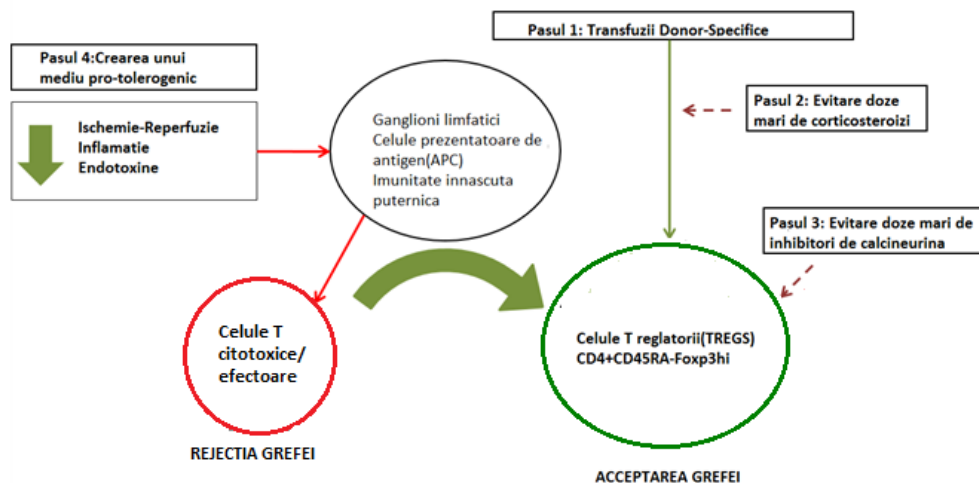 Pasul 1: Transfuzii Donor-Specifice
Pasul 4:Crearea unui
mediu pro-tolerogenic
Ischemie-Reperfuzie
Inflamatie
Endotoxine
Ganglioni limfatici
Celule prezentatoare de
antigen(APC)
Imunitate innascuta
puternica
Pasul 2: Evitare doze
mari de corticosteroizi
Pasul 3: Evitare doze mari de
inhibitori de calcineurina
Celule T
citotoxice/
efectoare
Celule T reglatorii(TREGS)
CD4+CD45RA-Foxp3hi
REJECTIA GREFEI
ACCEPTAREA GREFEI